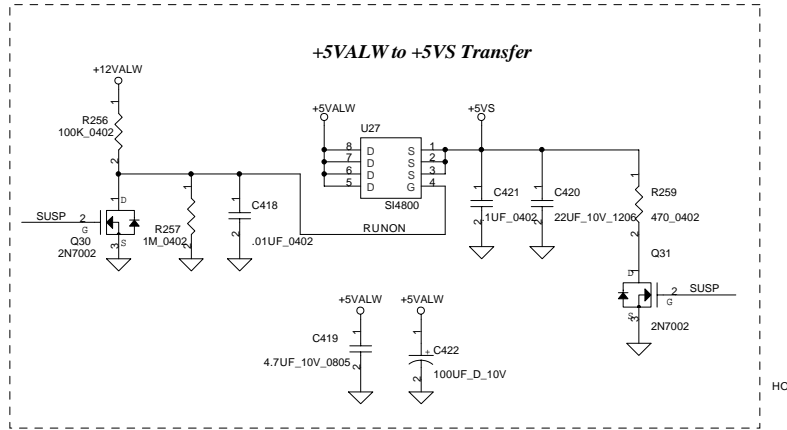 +5VALW to +5VS Transfer
+12VALW
1
R256
100K_0402
2
SUSP
2
G
1
D
3
S
Q30
2N7002
1
R257
1M_0402
2
1
C418
.01UF_0402
2
RUNON
+5VALW
U27
8 D S 1
7 D S 2
6 D S 3
5 D G 4
SI4800
+5VS
1
C421
.1UF_0402
2
1
C420
22UF_10V_1206
2
1
R259
470_0402
2
Q31
1
D
2
G
SUSP
S
3
2N7002
+5VALW
1
C419
4.7UF_10V_0805
2
+5VALW
1
+
C422
100UF_D_10V
2
HO